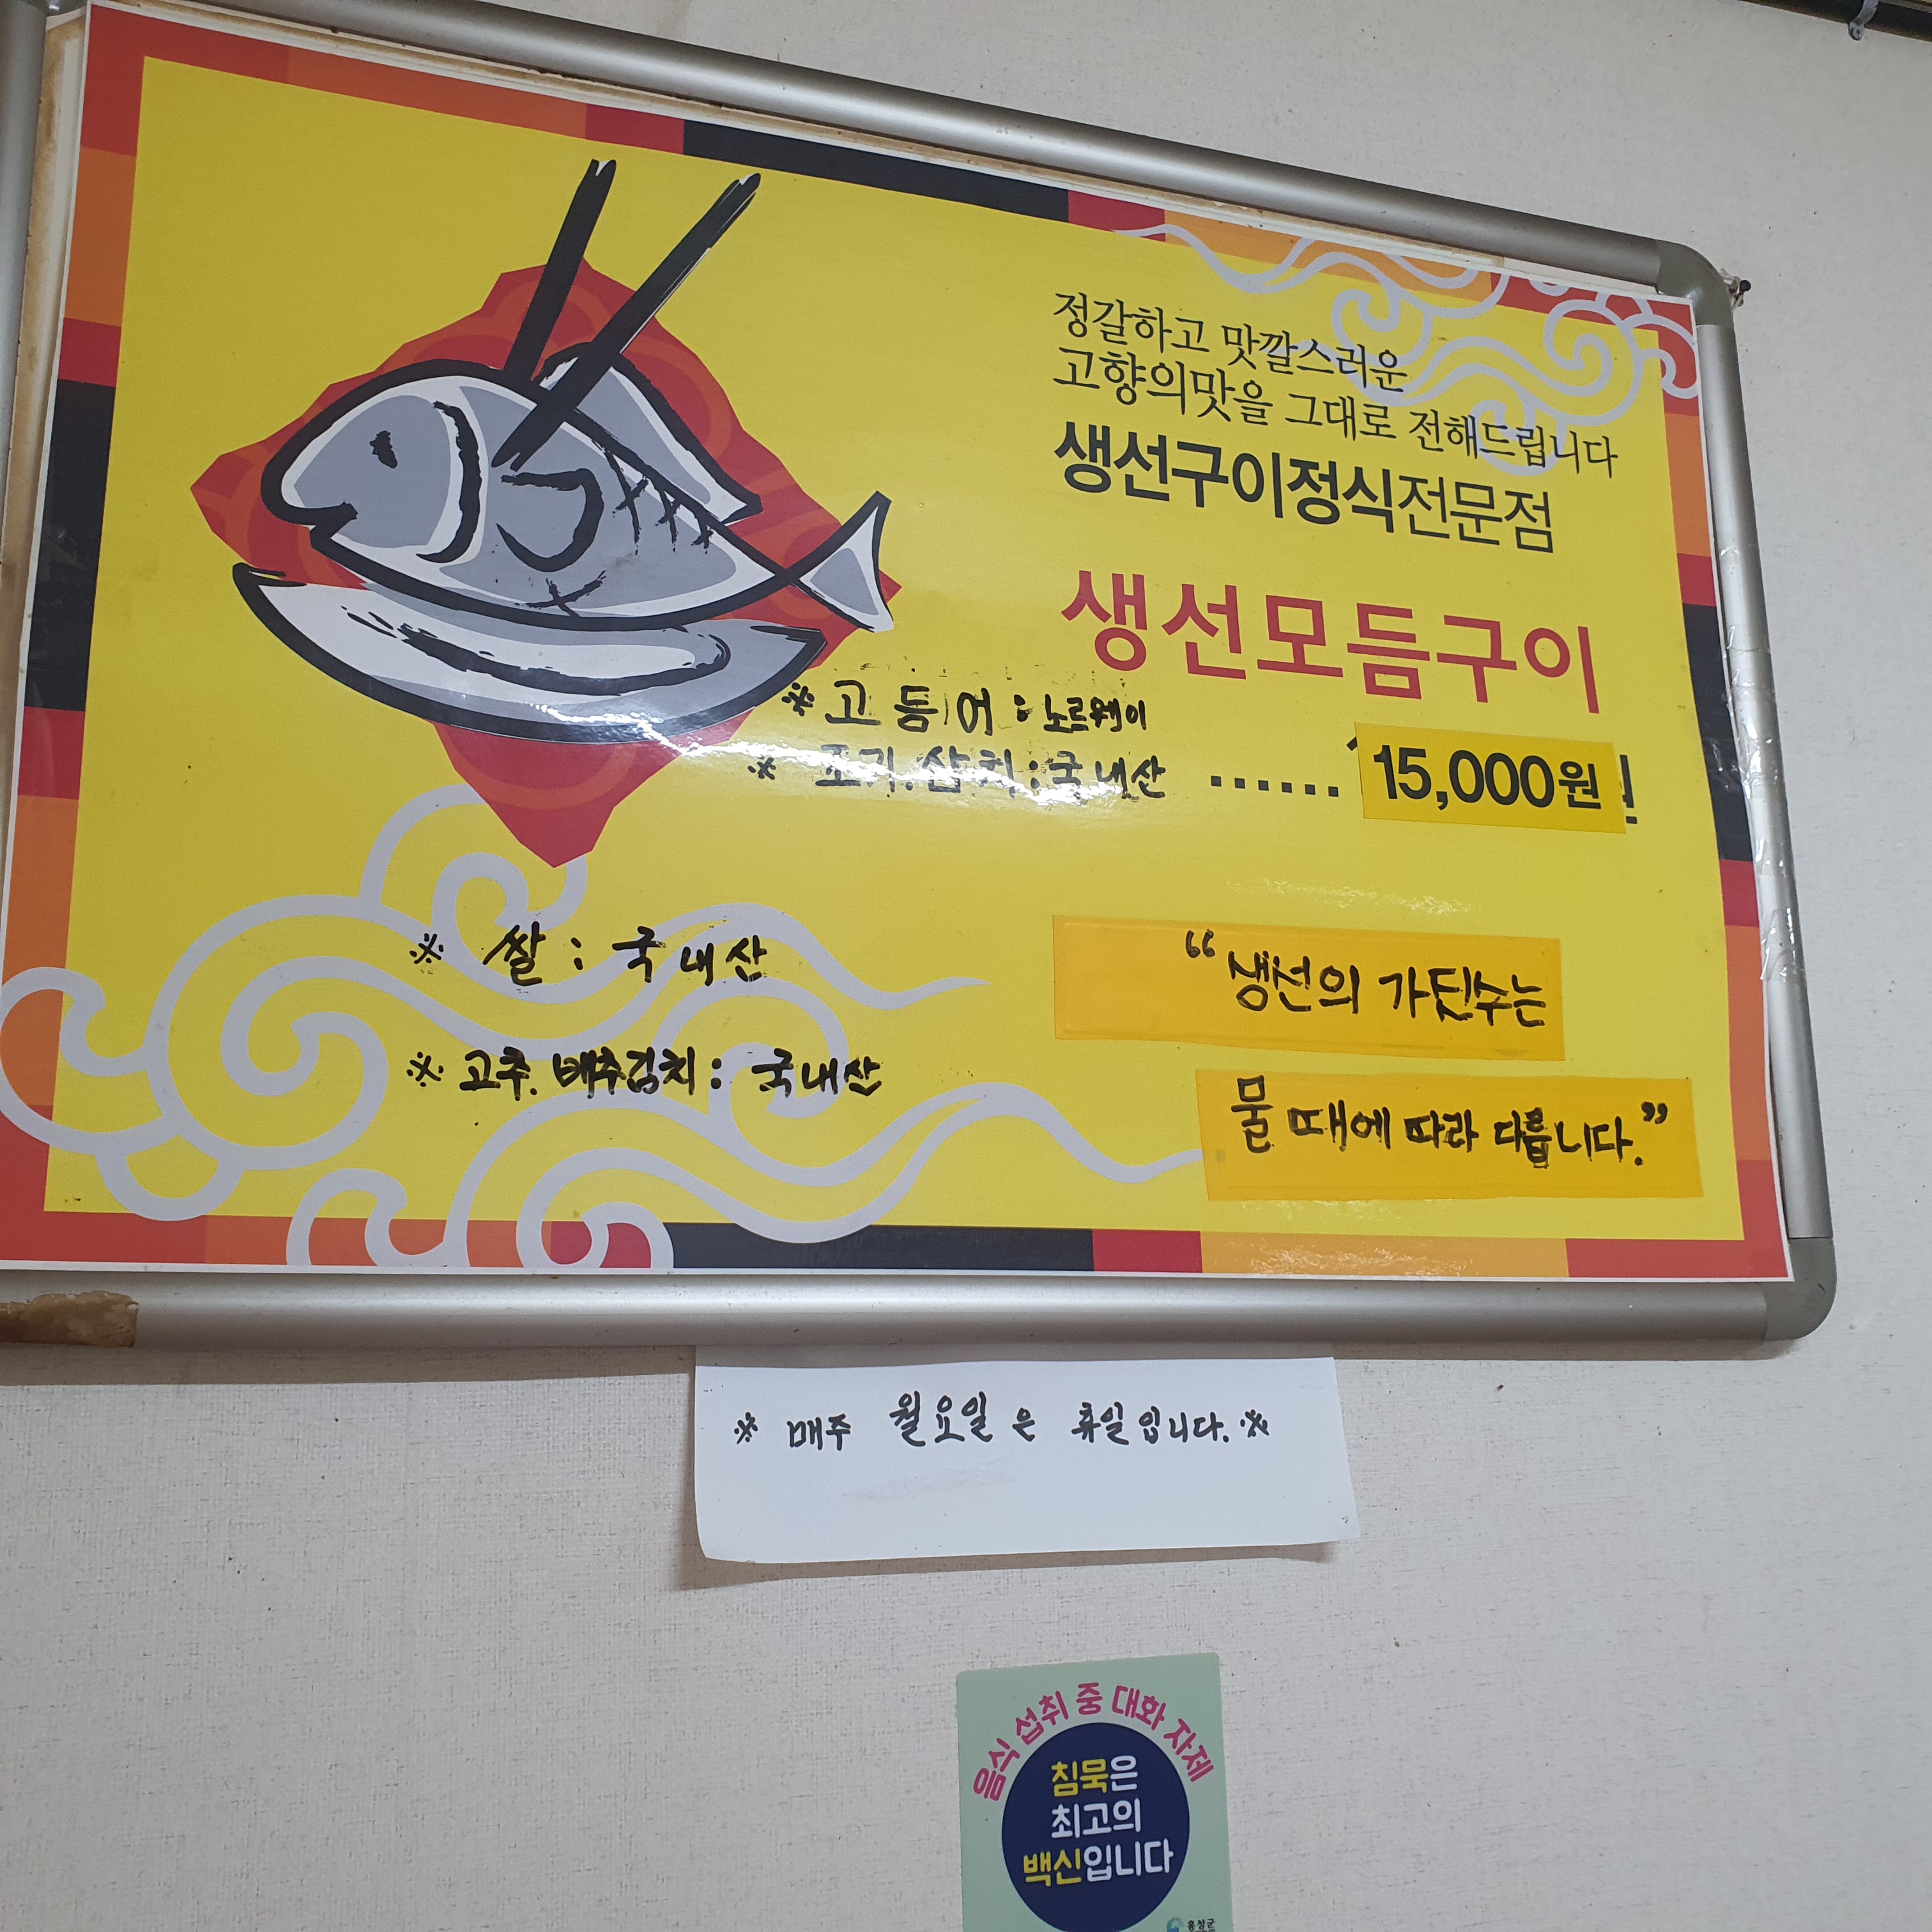 정갈하고 맛깔스러운
고향의맛을 그대로 전해드립니다
생선구이정식전문점
생선모듬구이
※ 고등어 : 노르웨이
※ 조기.삼치 : 국내산 ...... 15,000원
※ 쌀 : 국내산
※ 고추. 배추김치 : 국내산
“생선의 가짓수는
물 때에 따라 다릅니다.”
※ 매주 월요일은 휴일입니다. ※
음식 섭취 중 대화 자제
침묵은
최고의
백신입니다
홍성군